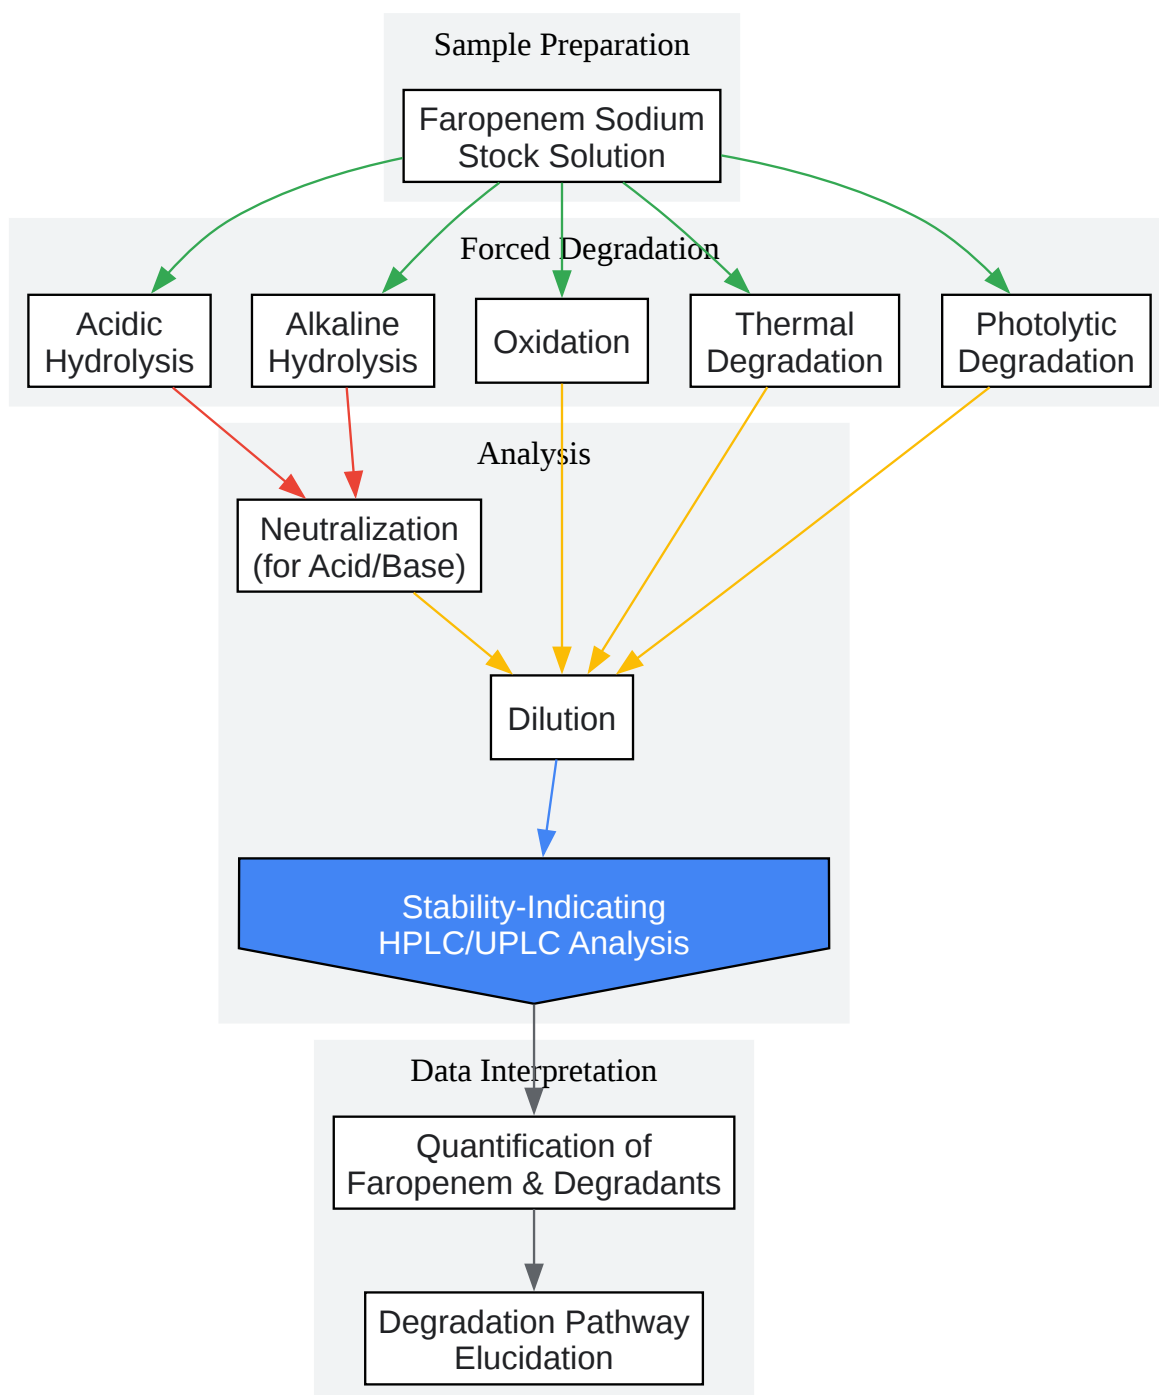 Sample Preparation
Faropenem Sodium
Stock Solution
Forced Degradation
Acidic
Hydrolysis
Alkaline
Hydrolysis
Oxidation
Thermal
Degradation
Photolytic
Degradation
Analysis
Neutralization
(for Acid/Base)
Dilution
Stability-Indicating
HPLC/UPLC Analysis
Data Interpretation
Quantification of
Faropenem & Degradants
Degradation Pathway
Elucidation